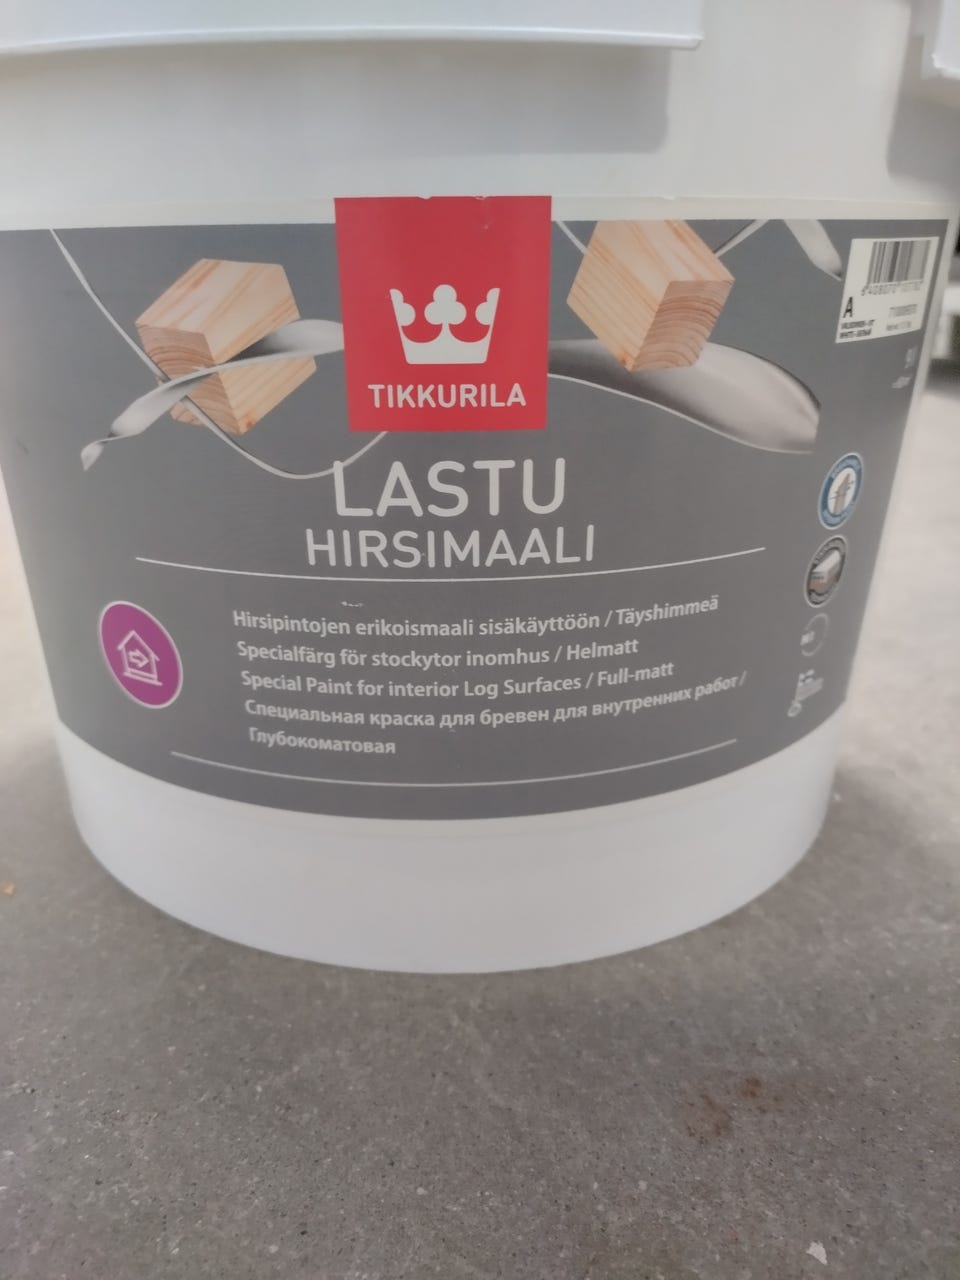 TIKKURILA
LASTU
HIRSIMAALI
Hirsipintojen erikoismaali sisäkäyttöön / Täyshimmeä
Specialfärg för stockytor inomhus / Helmatt
Special Paint for interior Log Surfaces / Full-matt
Специальная краска для бревен для внутренних работ /
Глубокоматовая
A